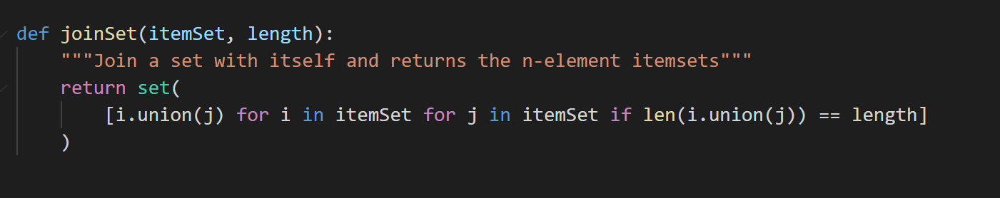 def joinSet(itemSet, length):
    """Join a set with itself and returns the n-element itemsets"""
    return set(
        [i.union(j) for i in itemSet for j in itemSet if len(i.union(j)) == length]
    )